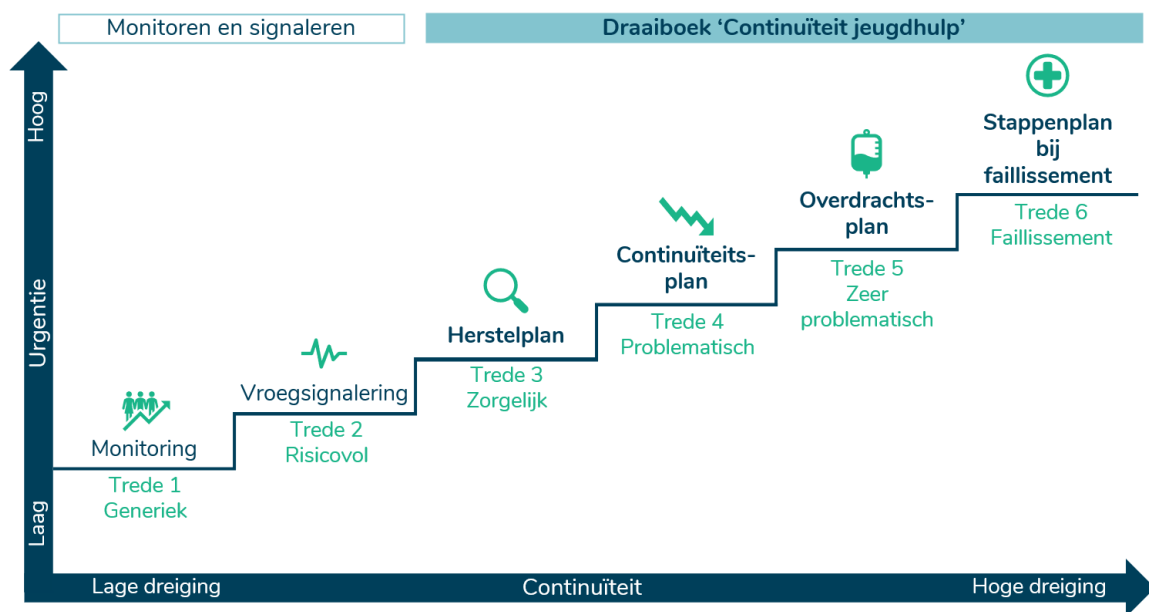 Monitoren en signaleren
Draaiboek ‘Continuïteit jeugdhulp’
Hoog
Urgentie
Laag
Monitoring
Trede 1
Generiek
Vroegsignalering
Trede 2
Risicovol
Herstelplan
Trede 3
Zorgelijk
Continuïteits-
plan
Trede 4
Problematisch
Overdrachts-
plan
Trede 5
Zeer
problematisch
Stappenplan
bij
faillissement
Trede 6
Faillissement
Lage dreiging
Continuïteit
Hoge dreiging